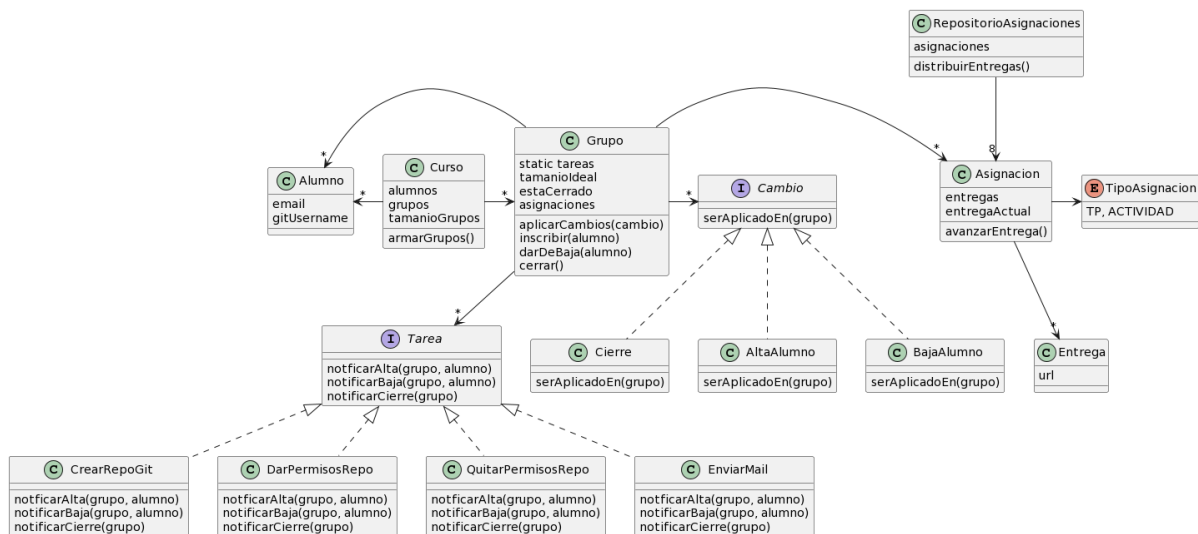 C RepositorioAsignaciones
asignaciones
distribuirEntregas()
C Grupo
static tareas
tamanioIdeal
estaCerrado
asignaciones
aplicarCambios(cambio)
inscribir(alumno)
darDeBaja(alumno)
cerrar()
*
*
8
C Alumno
email
gitUsername
*
C Curso
alumnos
grupos
tamanioGrupos
armarGrupos()
*
*
I Cambio
serAplicadoEn(grupo)
C Asignacion
entregas
entregaActual
avanzarEntrega()
E TipoAsignacion
TP, ACTIVIDAD
*
*
I Tarea
notficarAlta(grupo, alumno)
notificarBaja(grupo, alumno)
notificarCierre(grupo)
C Cierre
serAplicadoEn(grupo)
C AltaAlumno
serAplicadoEn(grupo)
C BajaAlumno
serAplicadoEn(grupo)
C Entrega
url
C CrearRepoGit
notficarAlta(grupo, alumno)
notificarBaja(grupo, alumno)
notificarCierre(grupo)
C DarPermisosRepo
notficarAlta(grupo, alumno)
notificarBaja(grupo, alumno)
notificarCierre(grupo)
C QuitarPermisosRepo
notficarAlta(grupo, alumno)
notificarBaja(grupo, alumno)
notificarCierre(grupo)
C EnviarMail
notficarAlta(grupo, alumno)
notificarBaja(grupo, alumno)
notificarCierre(grupo)